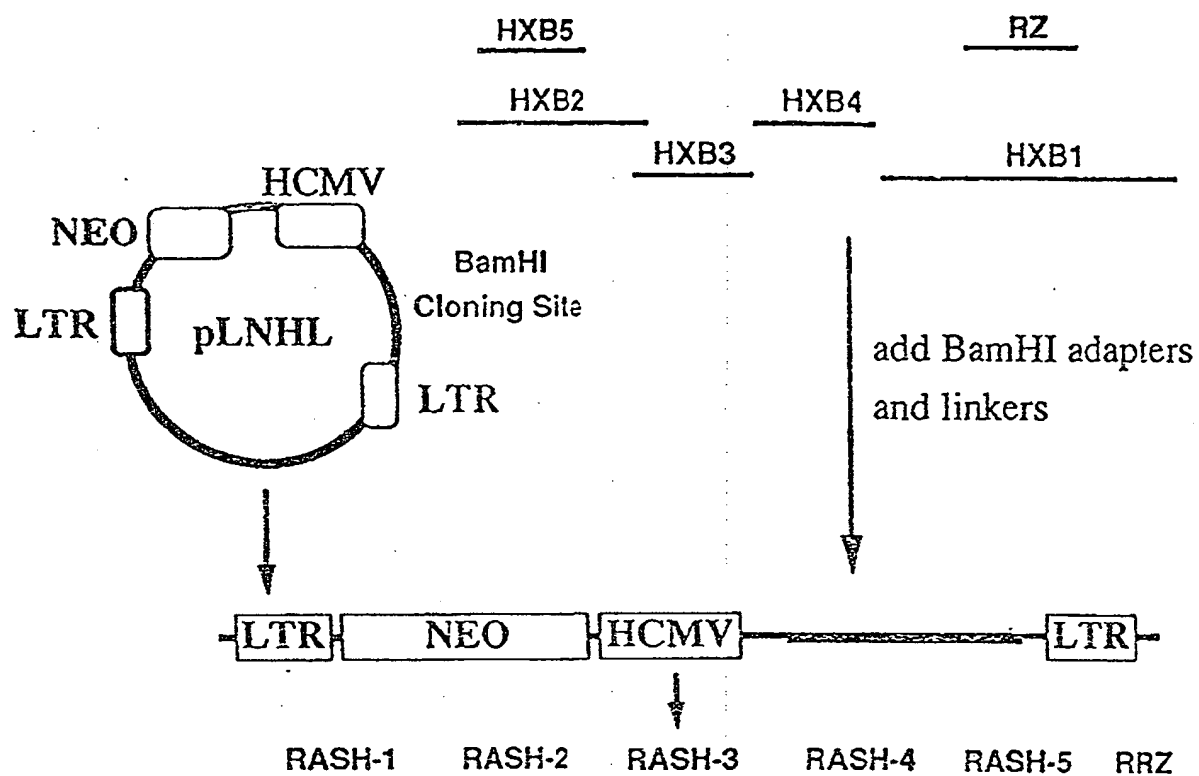 HXB5
RZ
HXB2
HXB4
HXB3
HXB1
HCMV
NEO
BamHI
Cloning Site
LTR
pLNHL
add BamHI adapters
and linkers
LTR
LTR NEO HCMV LTR
RASH-1 RASH-2 RASH-3 RASH-4 RASH-5 RRZ